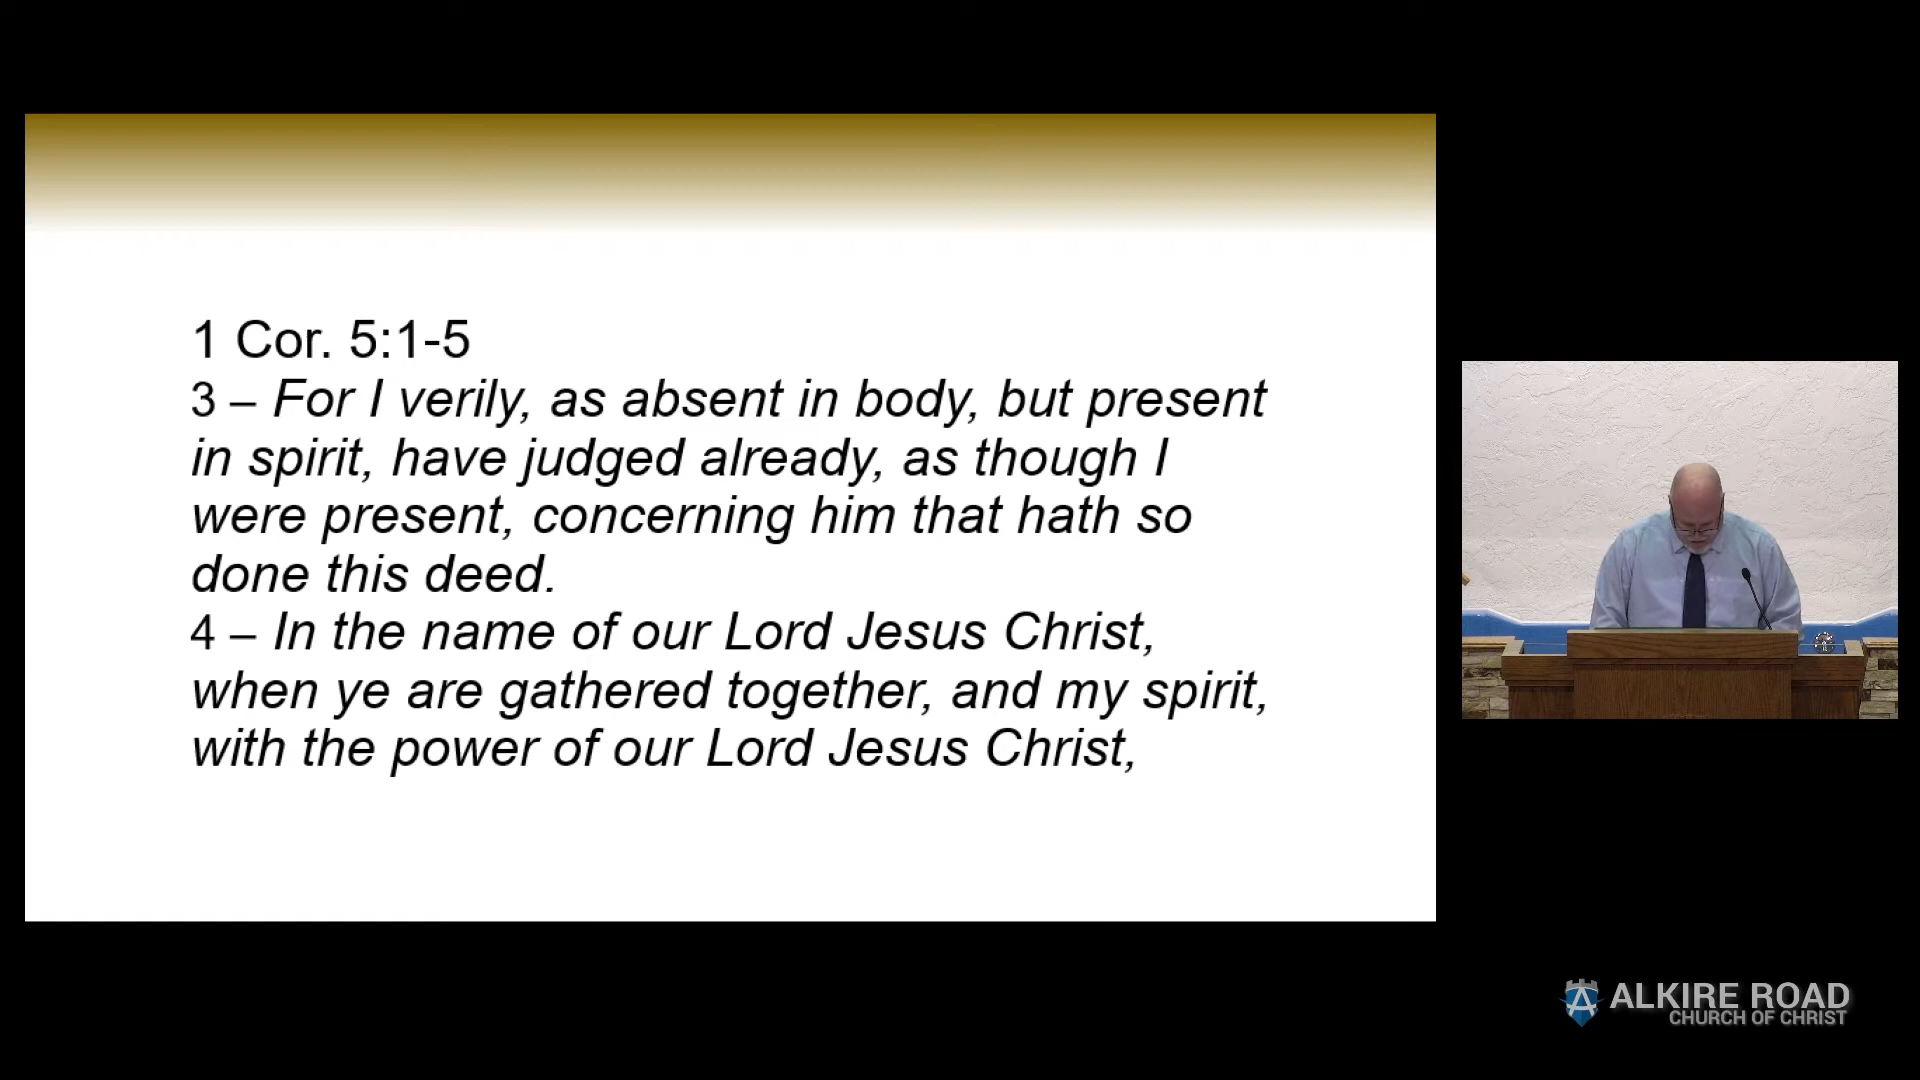 1 Cor. 5:1-5
3 – For I verily, as absent in body, but present
in spirit, have judged already, as though I
were present, concerning him that hath so
done this deed.
4 – In the name of our Lord Jesus Christ,
when ye are gathered together, and my spirit,
with the power of our Lord Jesus Christ,
ALKIRE ROAD
CHURCH OF CHRIST